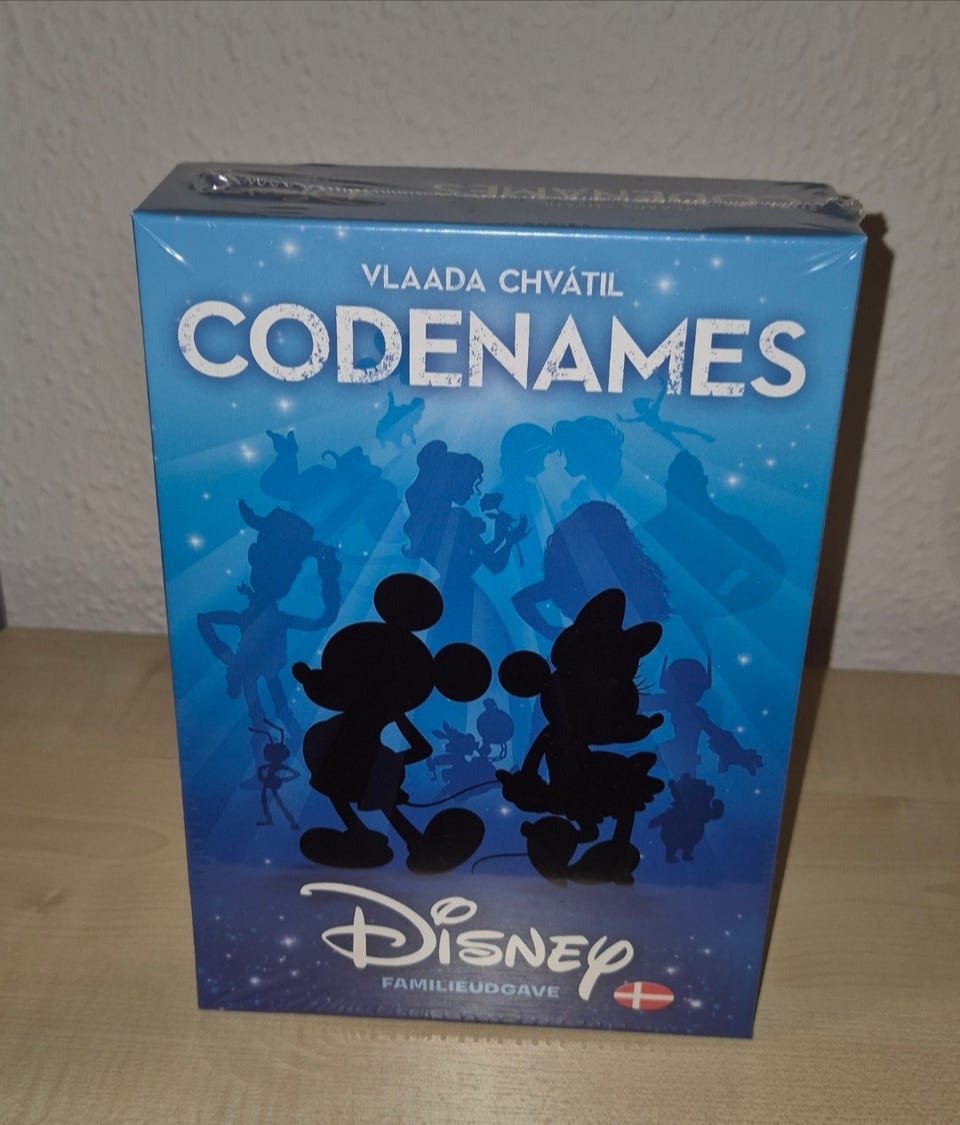 VLAADA CHVÁTIL
CODENAMES
DISNEY
FAMILIEUDGAVE